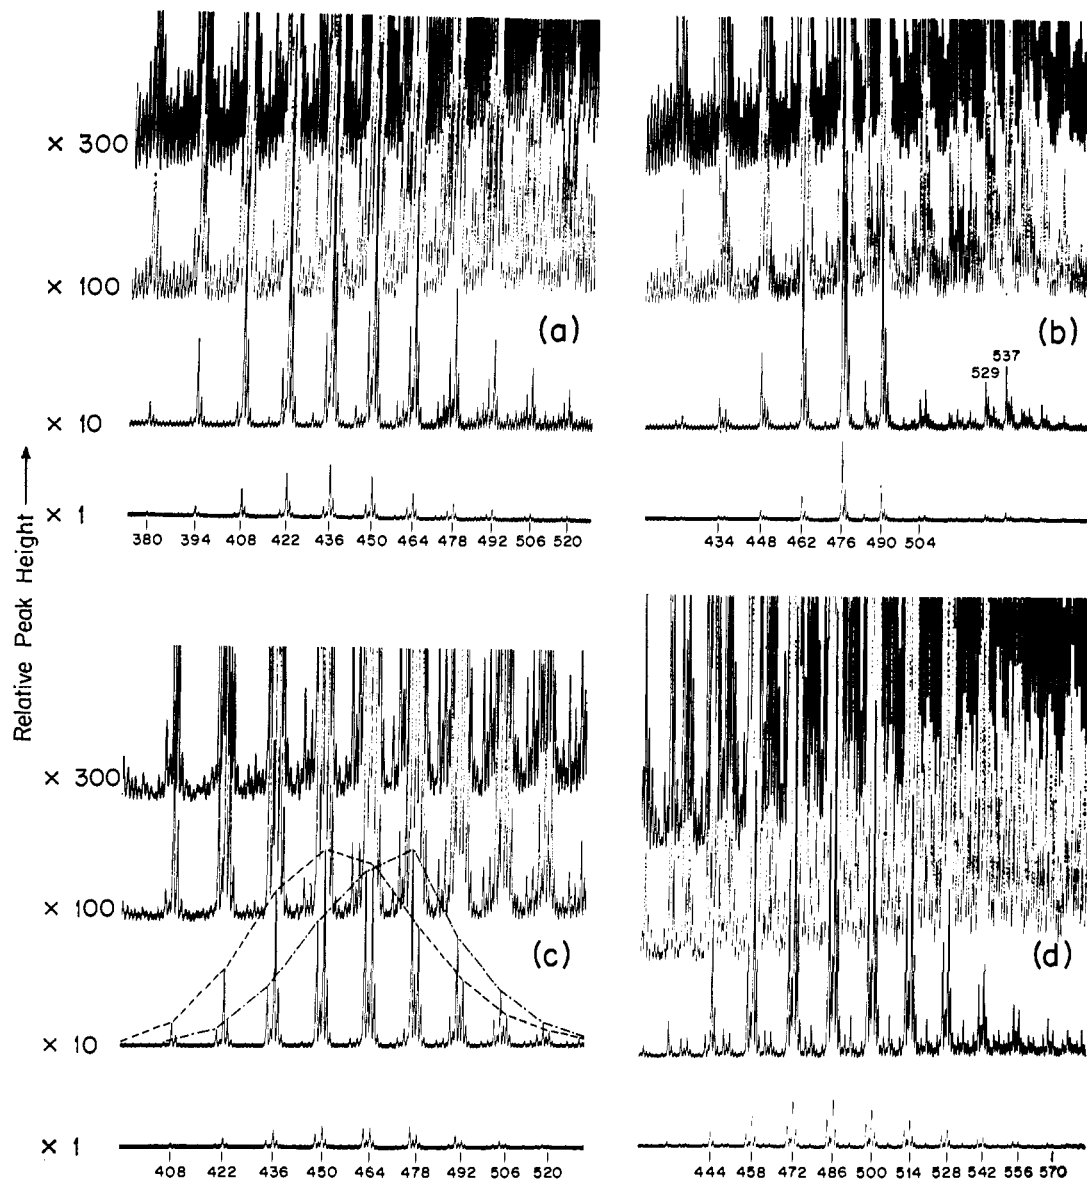 × 300
× 100
(a)
× 10
× 1
380 394 408 422 436 450 464 478 492 506 520
(b)
537
529
434 448 462 476 490 504
Relative Peak Height
× 300
× 100
(c)
× 10
× 1
408 422 436 450 464 478 492 506 520
(d)
444 458 472 486 500 514 528 542 556 570